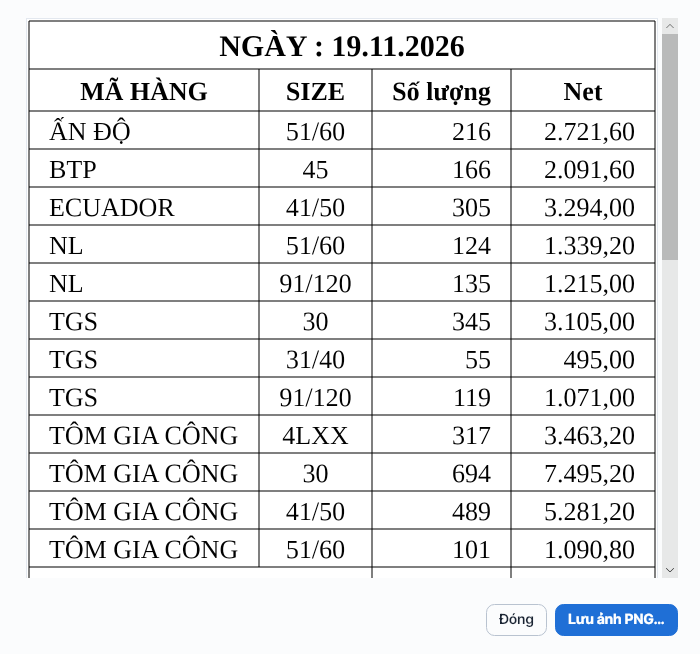 NGÀY : 19.11.2026
MÃ HÀNG SIZE Số lượng Net
ẤN ĐỘ 51/60 216 2.721,60
BTP 45 166 2.091,60
ECUADOR 41/50 305 3.294,00
NL 51/60 124 1.339,20
NL 91/120 135 1.215,00
TGS 30 345 3.105,00
TGS 31/40 55 495,00
TGS 91/120 119 1.071,00
TÔM GIA CÔNG 4LXX 317 3.463,20
TÔM GIA CÔNG 30 694 7.495,20
TÔM GIA CÔNG 41/50 489 5.281,20
TÔM GIA CÔNG 51/60 101 1.090,80
Đóng Lưu ảnh PNG...